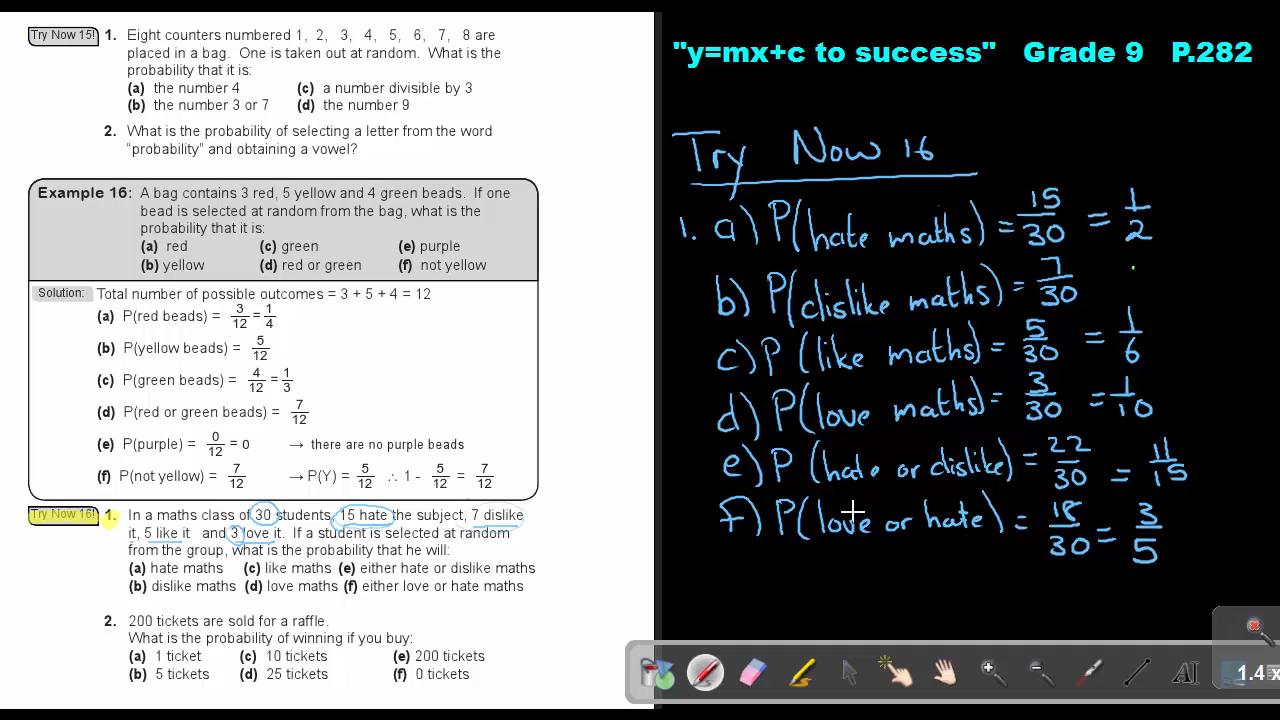 Try Now 15! 1. Eight counters numbered 1, 2, 3, 4, 5, 6, 7, 8 are
placed in a bag. One is taken out at random. What is the
probability that it is:
(a) the number 4 (c) a number divisible by 3
(b) the number 3 or 7 (d) the number 9
2. What is the probability of selecting a letter from the word
"probability" and obtaining a vowel?
Example 16: A bag contains 3 red, 5 yellow and 4 green beads. If one
bead is selected at random from the bag, what is the
probability that it is:
(a) red (c) green (e) purple
(b) yellow (d) red or green (f) not yellow
Solution: Total number of possible outcomes = 3 + 5 + 4 = 12
(a) P(red beads) = 3/12 = 1/4
(b) P(yellow beads) = 5/12
(c) P(green beads) = 4/12 = 1/3
(d) P(red or green beads) = 7/12
(e) P(purple) = 0/12 = 0 → there are no purple beads
(f) P(not yellow) = 7/12 → P(Y) = 5/12 ∴ 1 - 5/12 = 7/12
Try Now 16! 1. In a maths class of 30 students, 15 hate the subject, 7 dislike
it, 5 like it and 3 love it. If a student is selected at random
from the group, what is the probability that he will:
(a) hate maths (c) like maths (e) either hate or dislike maths
(b) dislike maths (d) love maths (f) either love or hate maths
2. 200 tickets are sold for a raffle.
What is the probability of winning if you buy:
(a) 1 ticket (c) 10 tickets (e) 200 tickets
(b) 5 tickets (d) 25 tickets (f) 0 tickets
"y=mx+c to success" Grade 9 P.282
Try Now 16
1. a) P(hate maths) = 15/30 = 1/2
b) P(dislike maths) = 7/30
c) P(like maths) = 5/30 = 1/6
d) P(love maths) = 3/30 = 1/10
e) P(hate or dislike) = 22/30 = 11/15
f) P(love or hate) = 18/30 = 3/5
AI
1.4 x